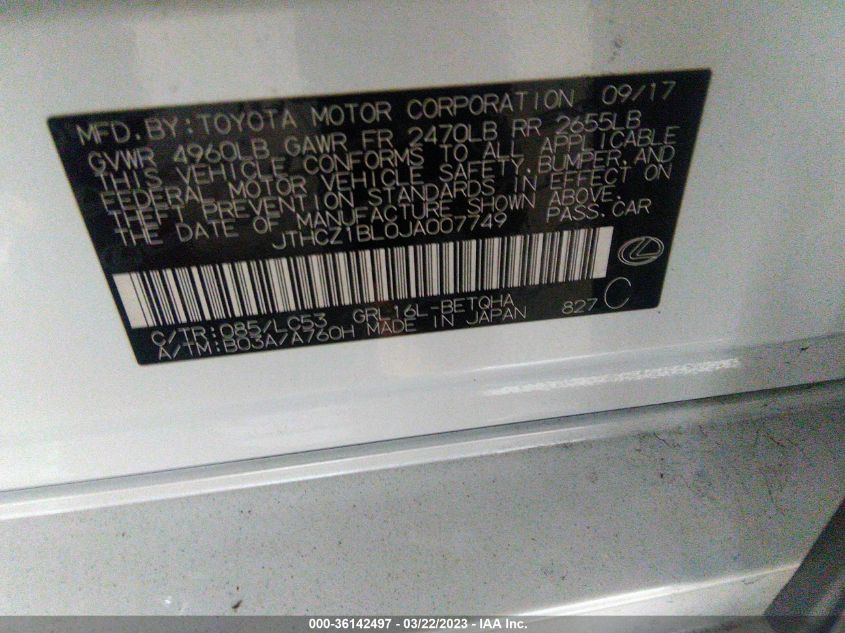 MFD. BY: TOYOTA MOTOR CORPORATION 09/17
GVWR 4960LB GAWR FR 2470LB RR 2655LB
THIS VEHICLE CONFORMS TO ALL APPLICABLE
FEDERAL MOTOR VEHICLE SAFETY, BUMPER, AND
THEFT PREVENTION STANDARDS IN EFFECT ON
THE DATE OF MANUFACTURE SHOWN ABOVE.
JTHCZ1BL0JA007749 PASS. CAR
C/TR: 085/LC53 GRL16L-BETQHA 827 C
A/TM: B03A/A760H MADE IN JAPAN
000-36142497 - 03/22/2023 - IAA Inc.